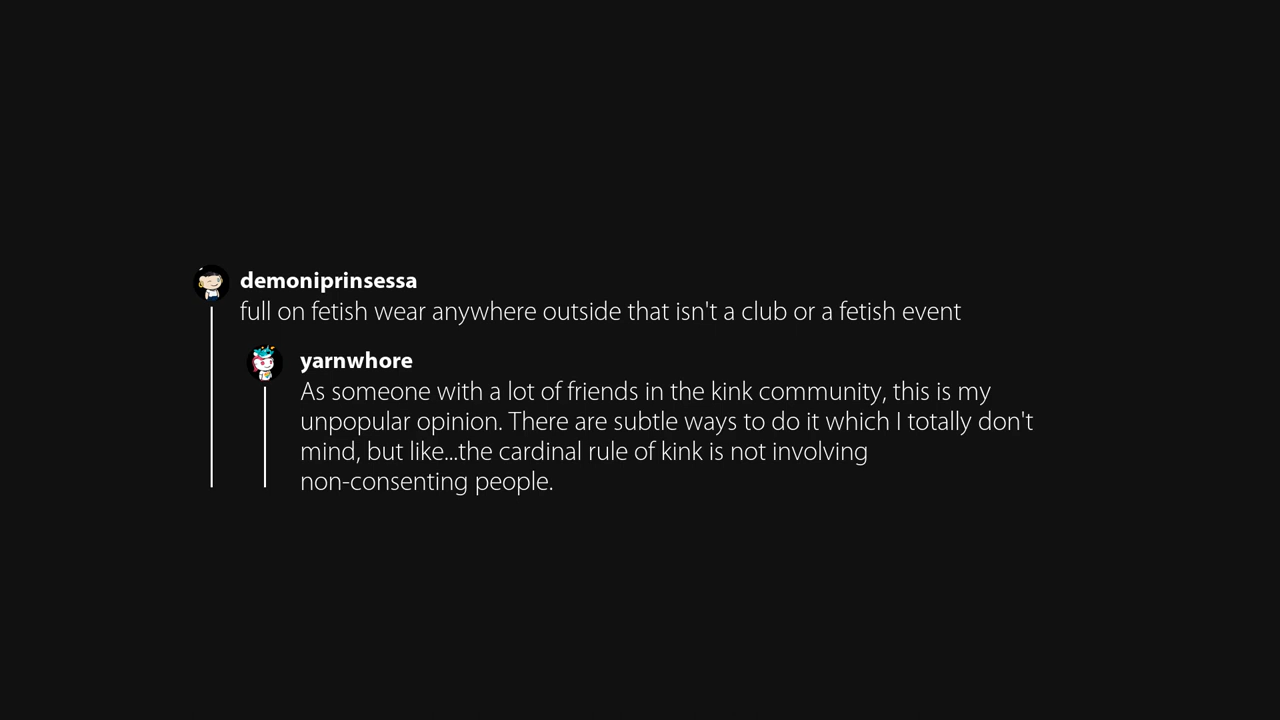 demoniprinsessa
full on fetish wear anywhere outside that isn't a club or a fetish event
yarnwhore
As someone with a lot of friends in the kink community, this is my
unpopular opinion. There are subtle ways to do it which I totally don't
mind, but like...the cardinal rule of kink is not involving
non-consenting people.